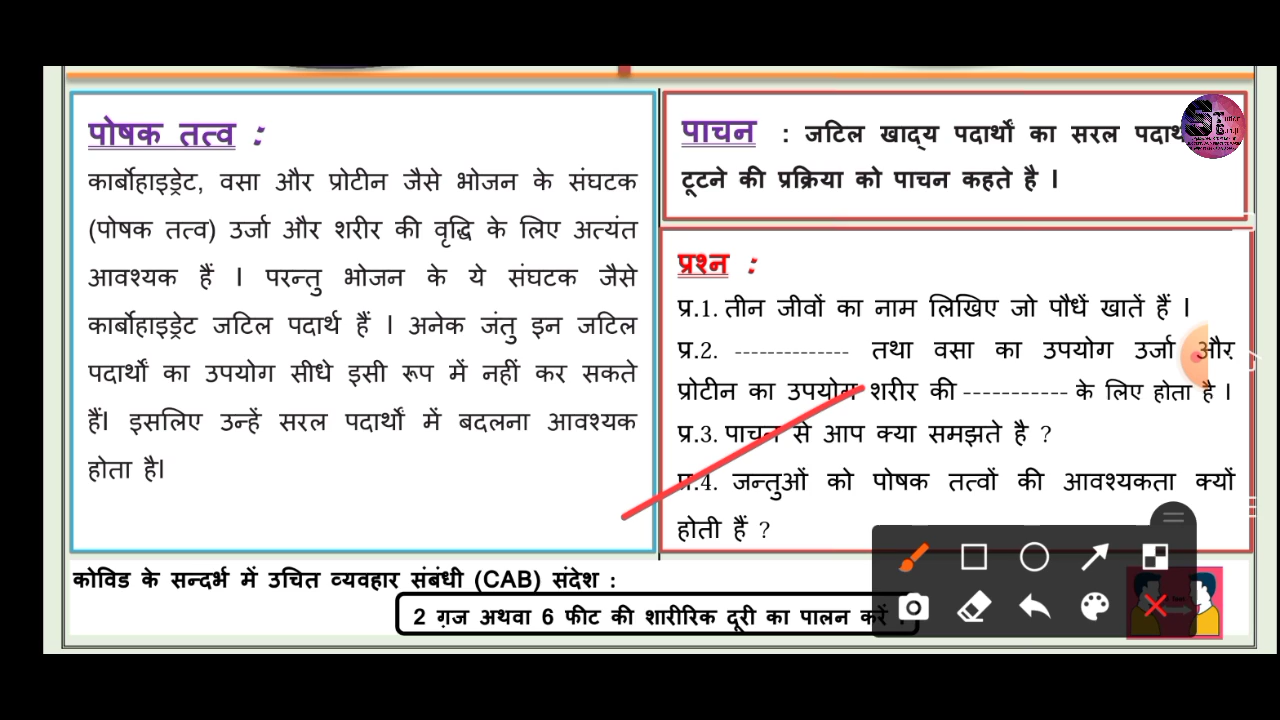 पोषक तत्व :
कार्बोहाइड्रेट, वसा और प्रोटीन जैसे भोजन के संघटक
(पोषक तत्व) उर्जा और शरीर की वृद्धि के लिए अत्यंत
आवश्यक हैं । परन्तु भोजन के ये संघटक जैसे
कार्बोहाइड्रेट जटिल पदार्थ हैं । अनेक जंतु इन जटिल
पदार्थों का उपयोग सीधे इसी रूप में नहीं कर सकते
हैं। इसलिए उन्हें सरल पदार्थों में बदलना आवश्यक
होता है।
पाचन : जटिल खाद्य पदार्थों का सरल
टूटने की प्रक्रिया को पाचन कहते है ।
प्रश्न :
प्र.1. तीन जीवों का नाम लिखिए जो पौधें खातें हैं ।
प्र.2. -------------- तथा वसा का उपयोग उर्जा और
प्रोटीन का उपयोग शरीर की ------------ के लिए होता है ।
प्र.3. पाचन से आप क्या समझते है ?
प्र.4. जन्तुओं को पोषक तत्वों की आवश्यकता क्यों
होती हैं ?
कोविड के सन्दर्भ में उचित व्यवहार संबंधी (CAB) संदेश :
2 ग़ज अथवा 6 फीट की शारीरिक दूरी का पालन करें